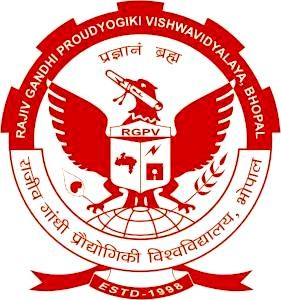 RAJIV GANDHI PROUDYOGIKI VISHWAVIDYALAYA, BHOPAL
प्रज्ञानं ब्रह्म
RGPV
राजीव गांधी प्रौद्योगिकी विश्वविद्यालय, भोपाल
ESTD-1998